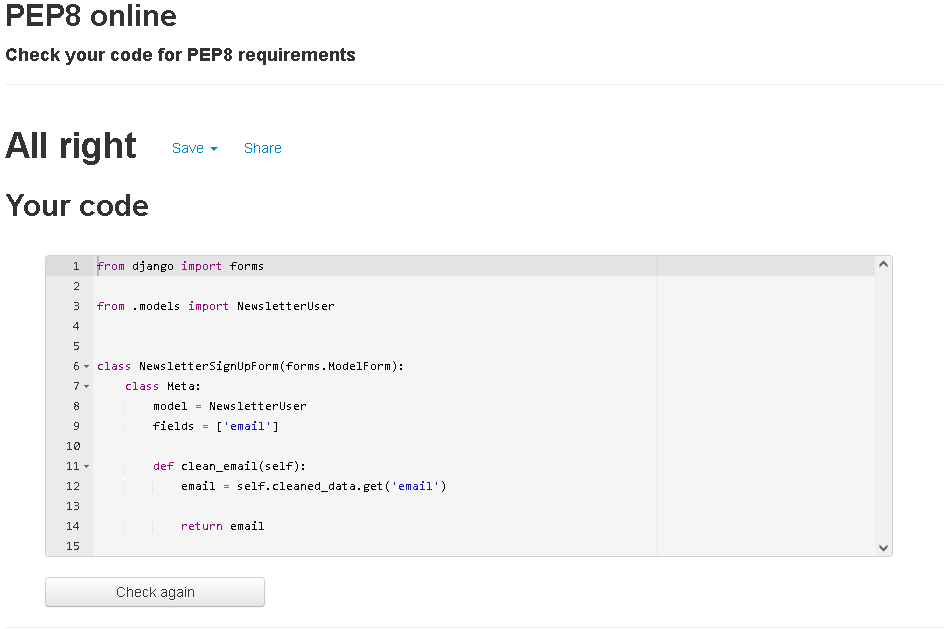 PEP8 online
Check your code for PEP8 requirements
All right Save Share
Your code
1 from django import forms
2
3 from .models import NewsletterUser
4
5
6 class NewsletterSignUpForm(forms.ModelForm):
7     class Meta:
8         model = NewsletterUser
9         fields = ['email']
10
11         def clean_email(self):
12             email = self.cleaned_data.get('email')
13
14             return email
15
Check again